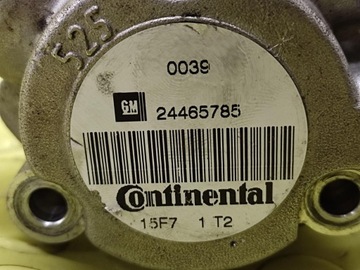 525
0039
GM 24465785
Continental
15F7 1 T2